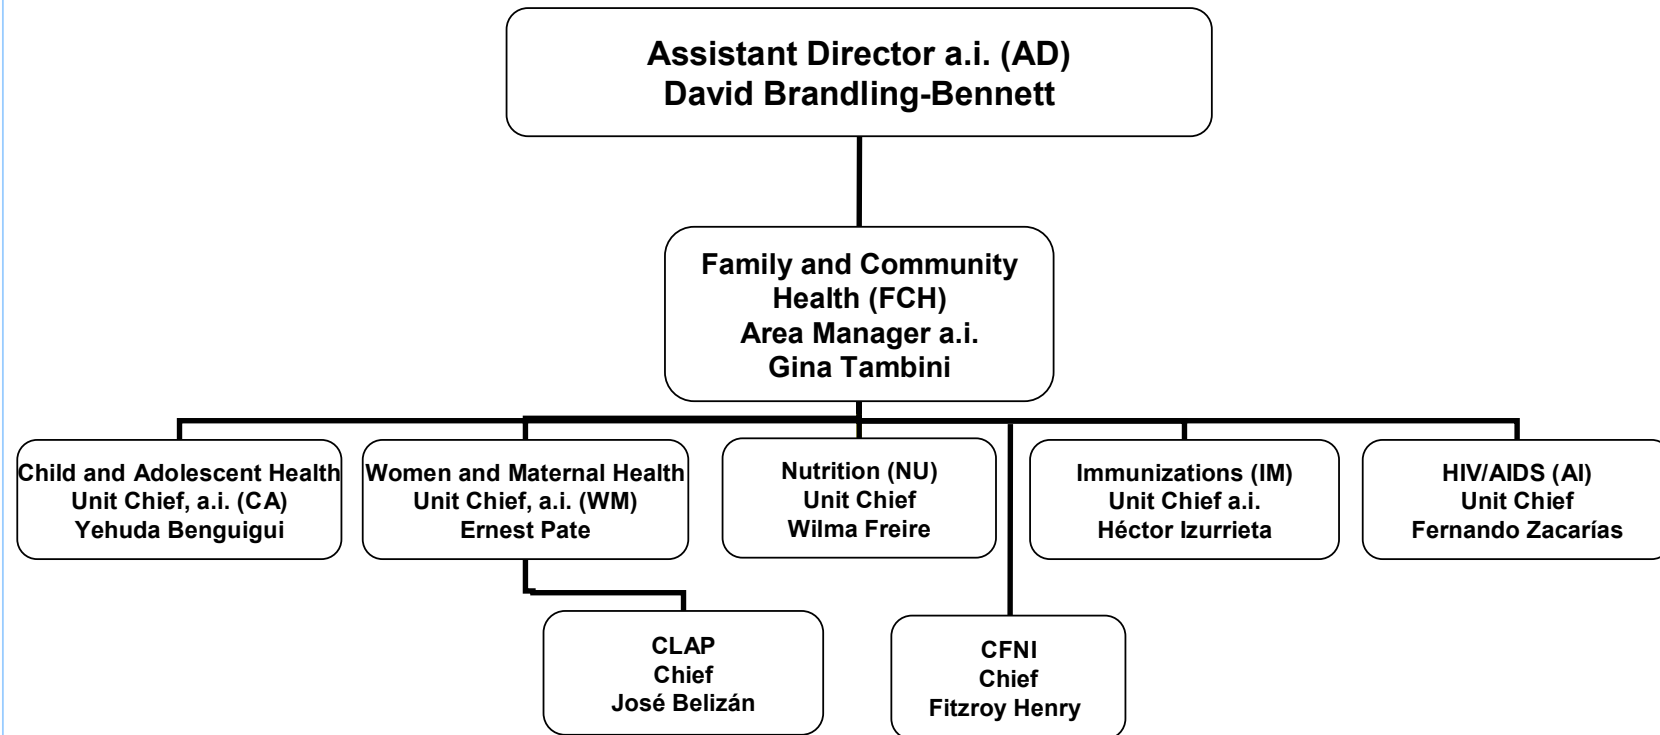 Assistant Director a.i. (AD)
David Brandling-Bennett
Family and Community
Health (FCH)
Area Manager a.i.
Gina Tambini
Child and Adolescent Health
Unit Chief, a.i. (CA)
Yehuda Benguigui
Women and Maternal Health
Unit Chief, a.i. (WM)
Ernest Pate
Nutrition (NU)
Unit Chief
Wilma Freire
Immunizations (IM)
Unit Chief a.i.
Héctor Izurrieta
HIV/AIDS (AI)
Unit Chief
Fernando Zacarías
CLAP
Chief
José Belizán
CFNI
Chief
Fitzroy Henry